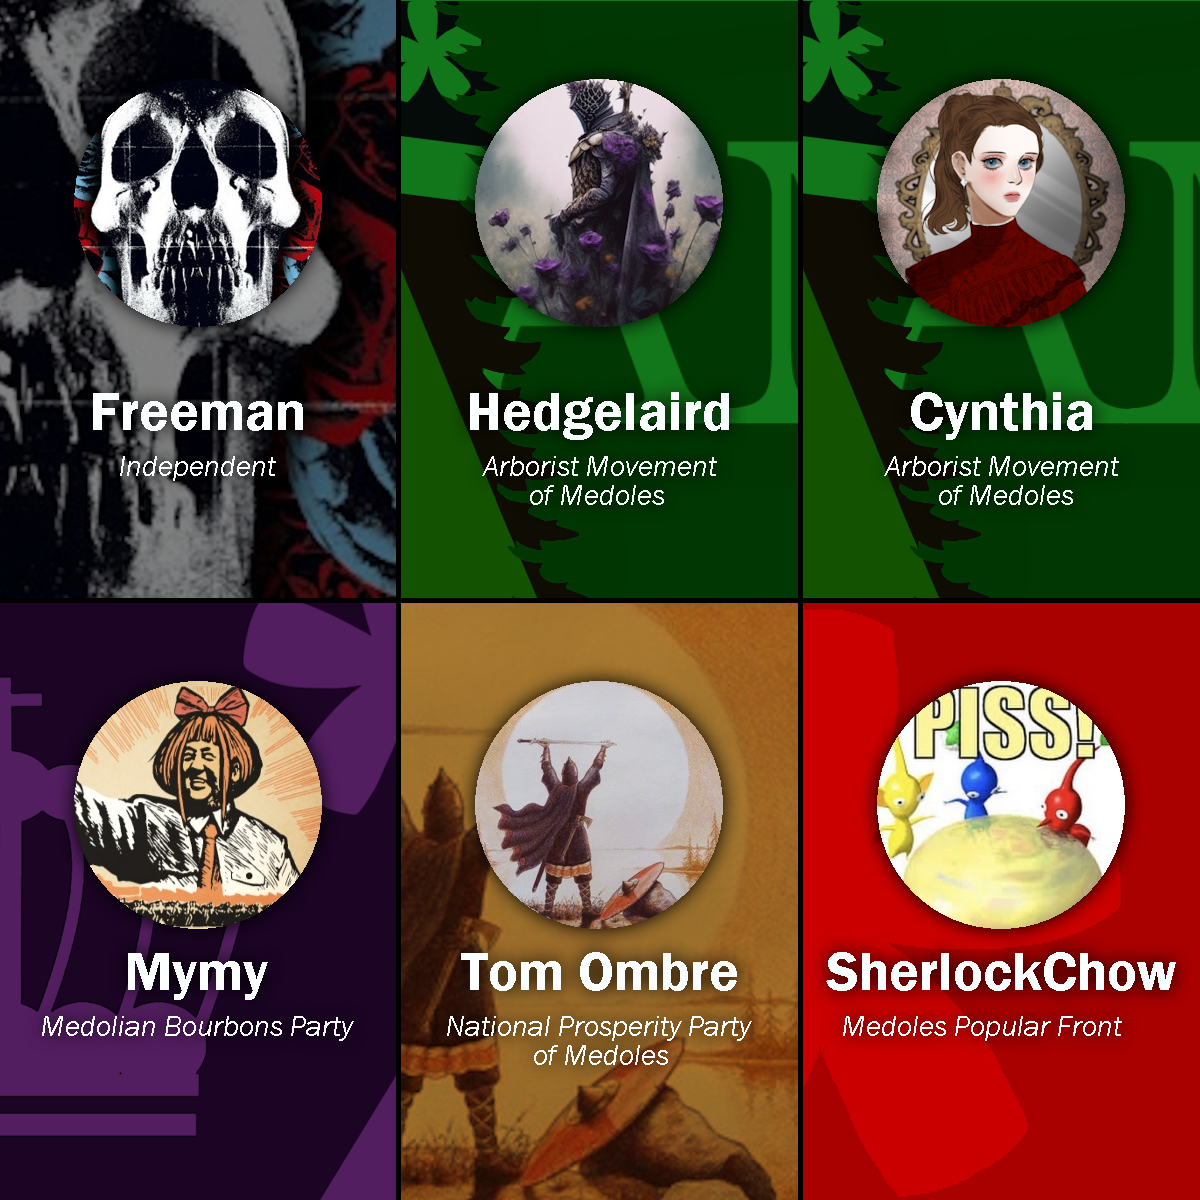 Freeman
Independent
Hedgelaird
Arborist Movement
of Medoles
Cynthia
Arborist Movement
of Medoles
PISS!
Mymy
Medolian Bourbons Party
Tom Ombre
National Prosperity Party
of Medoles
SherlockChow
Medoles Popular Front